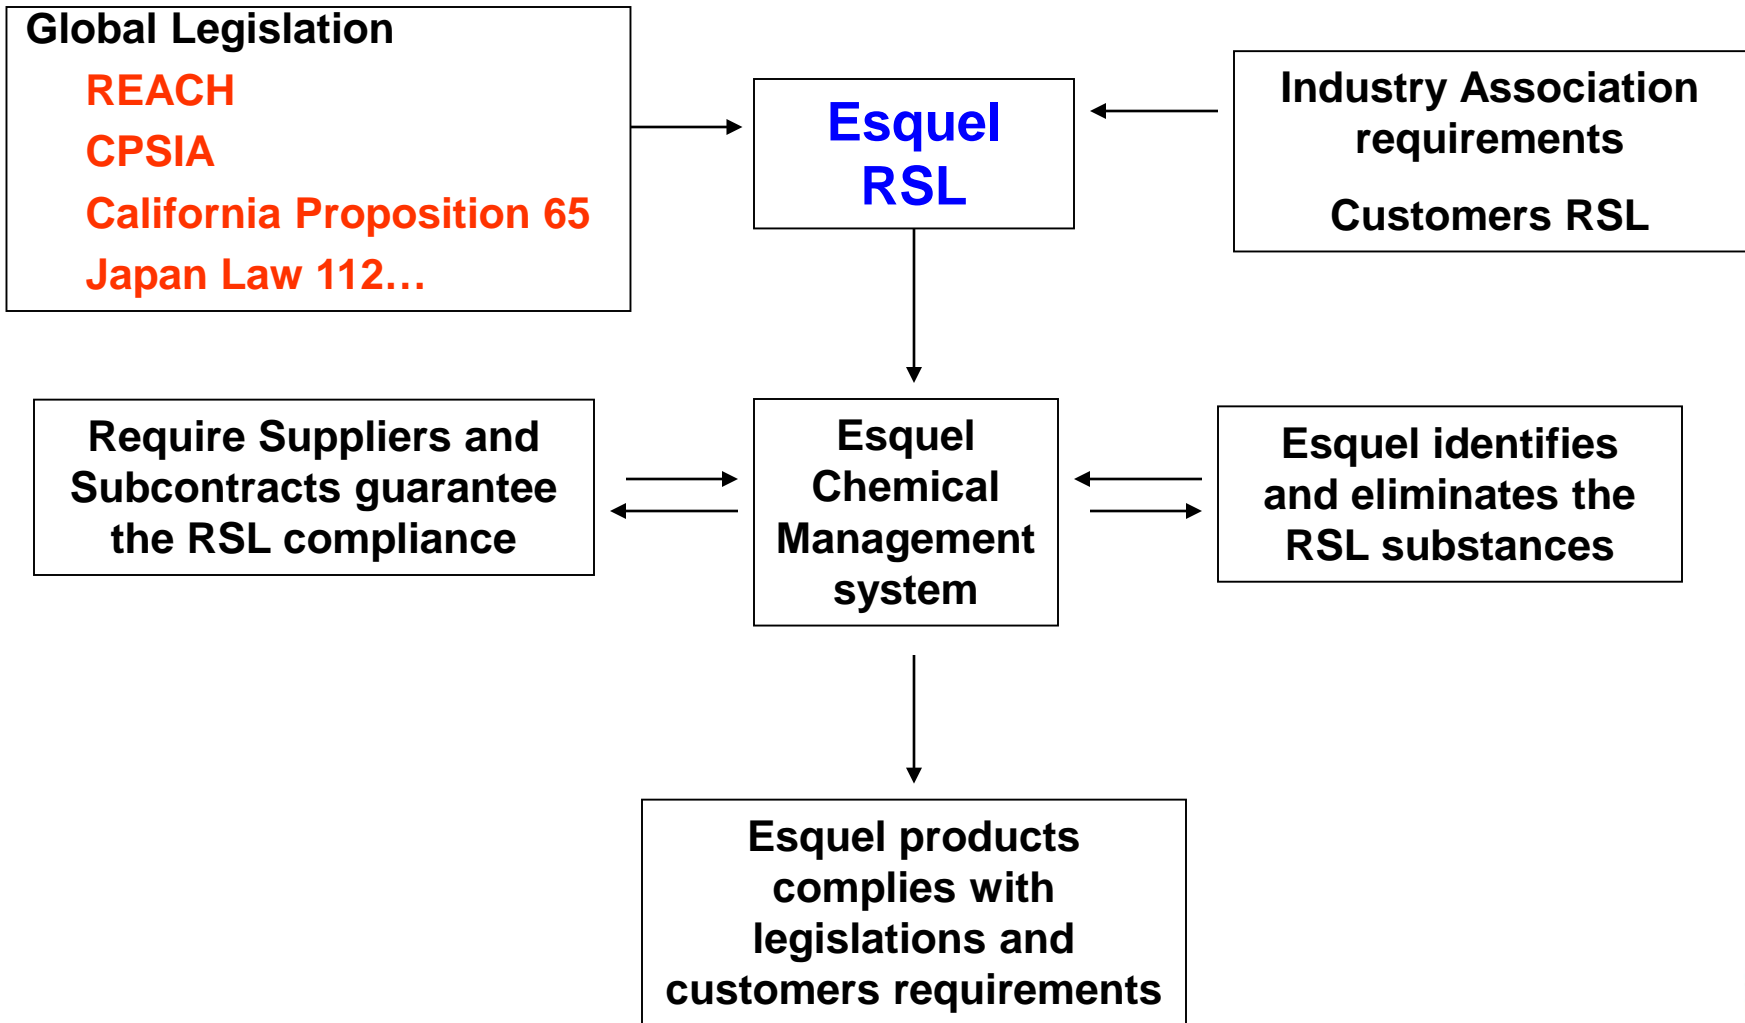 Global Legislation
REACH
CPSIA
California Proposition 65
Japan Law 112…
Esquel
RSL
Industry Association
requirements
Customers RSL
Require Suppliers and
Subcontracts guarantee
the RSL compliance
Esquel
Chemical
Management
system
Esquel identifies
and eliminates the
RSL substances
Esquel products
complies with
legislations and
customers requirements